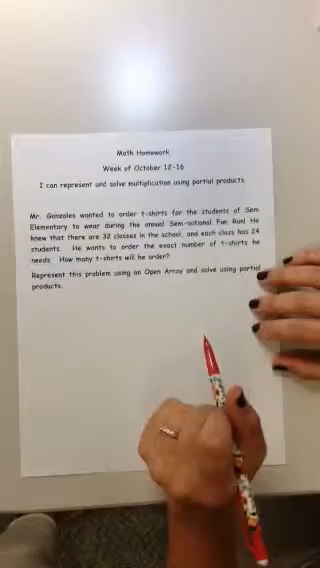 Math Homework
Week of October 12-16
I can represent and solve multiplication using partial products.
Mr. Gonzales wanted to order t-shirts for the students of Sem
Elementary to wear during the annual Sem-sational Fun Run! He
knew that there are 32 classes in the school, and each class has 24
students. He wants to order the exact number of t-shirts he
needs. How many t-shirts will he order?
Represent this problem using an Open Array and solve using partial
products.